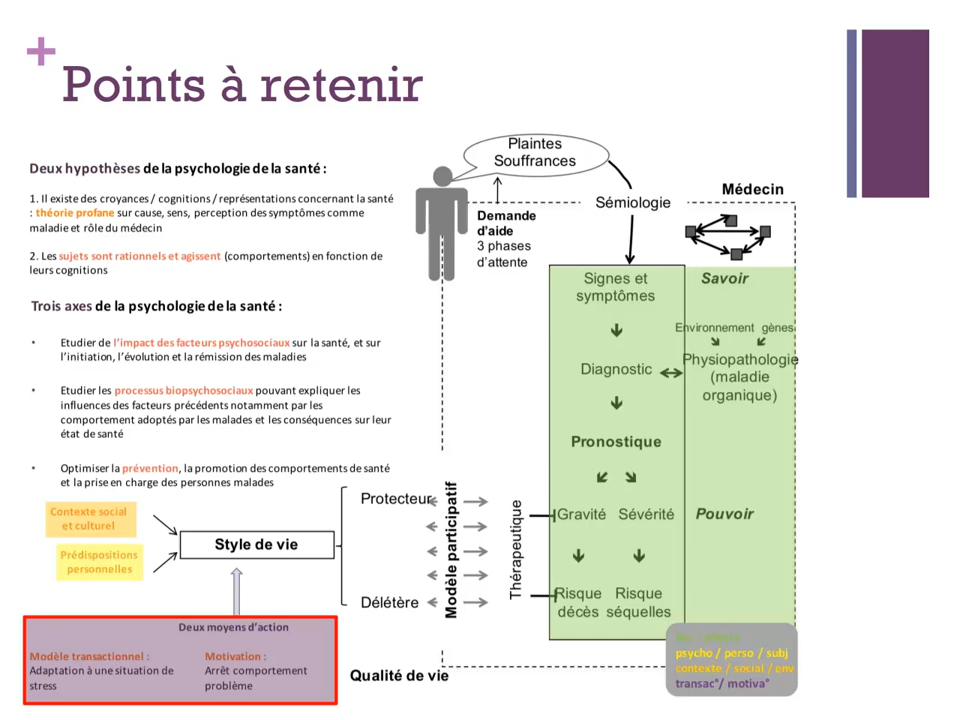 +
Points à retenir
Deux hypothèses de la psychologie de la santé :
1. Il existe des croyances / cognitions / représentations concernant la santé
: théorie profane sur cause, sens, perception des symptômes comme
maladie et rôle du médecin
2. Les sujets sont rationnels et agissent (comportements) en fonction de
leurs cognitions
Trois axes de la psychologie de la santé :
• Etudier de l'impact des facteurs psychosociaux sur la santé, et sur
l'initiation, l'évolution et la rémission des maladies
• Etudier les processus biopsychosociaux pouvant expliquer les
influences des facteurs précédents notamment par les
comportement adoptés par les malades et les conséquences sur leur
état de santé
• Optimiser la prévention, la promotion des comportements de santé
et la prise en charge des personnes malades
Contexte social
et culturel
Prédispositions
personnelles
Style de vie
Protecteur
Délétère
Deux moyens d'action
Modèle transactionnel :
Adaptation à une situation de
stress
Motivation :
Arrêt comportement
problème
Qualité de vie
Modèle participatif
Thérapeutique
Plaintes
Souffrances
Demande
d'aide
3 phases
d'attente
Sémiologie
Médecin
Signes et
symptômes
Savoir
Environnement gènes
Diagnostic
Physiopathologie
(maladie
organique)
Pronostique
Gravité Sévérité
Pouvoir
Risque
décès
Risque
séquelles
psycho / perso / subj
contexte / social / env
transac°/ motiva°